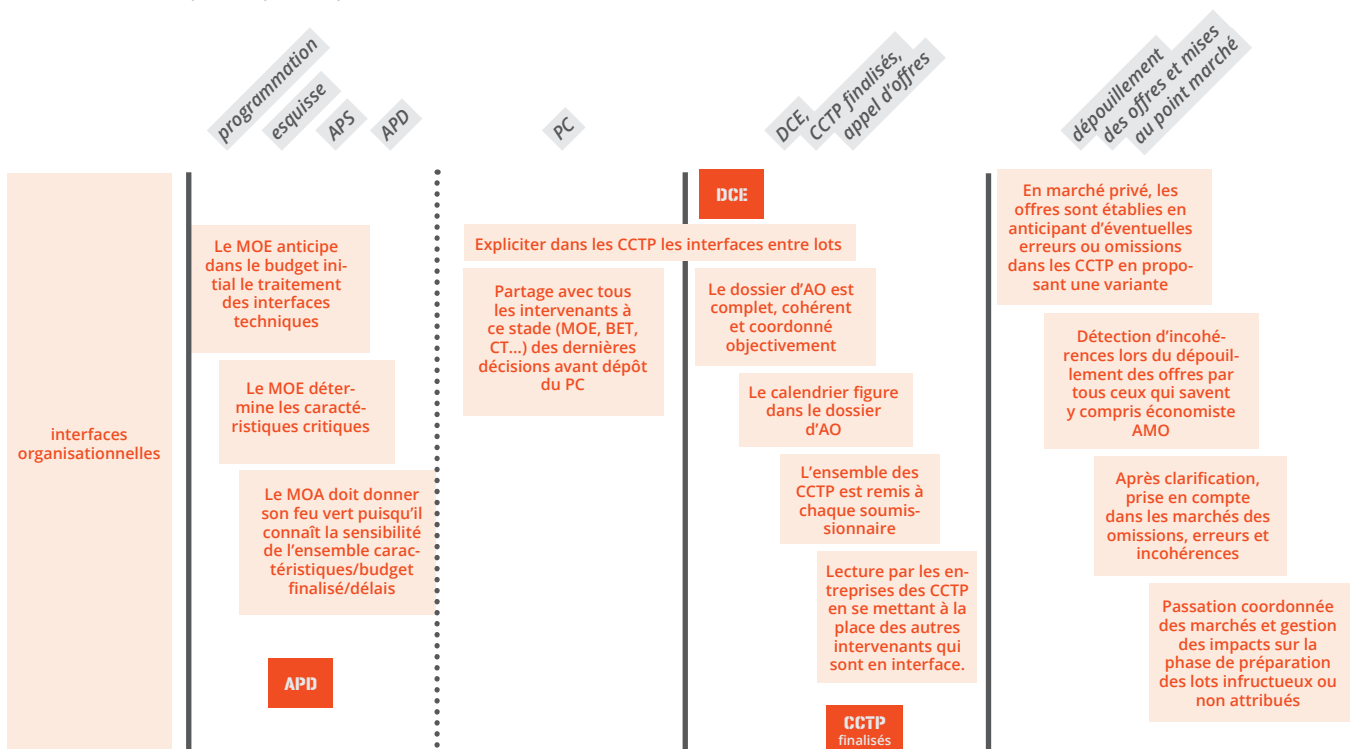 programmation
esquisse
APS
APD
PC
DCE,
CCTP finalisés,
appel d'offres
dépouillement
des offres et mises
au point marché
interfaces
organisationnelles
Le MOE anticipe
dans le budget ini-
tial le traitement
des interfaces
techniques
Le MOE déter-
mine les caracté-
ristiques critiques
Le MOA doit donner
son feu vert puisqu'il
connaît la sensibilité
de l'ensemble carac-
téristiques/budget
finalisé/délais
APD
Expliciter dans les CCTP les interfaces entre lots
Partage avec tous
les intervenants à
ce stade (MOE, BET,
CT...) des dernières
décisions avant dépôt
du PC
DCE
Le dossier d'AO est
complet, cohérent
et coordonné
objectivement
Le calendrier figure
dans le dossier
d'AO
L'ensemble des
CCTP est remis à
chaque soumis-
sionnaire
Lecture par les en-
treprises des CCTP
en se mettant à la
place des autres
intervenants qui
sont en interface.
CCTP
finalisés
En marché privé, les
offres sont établies en
anticipant d'éventuelles
erreurs ou omissions
dans les CCTP en propo-
sant une variante
Détection d'incohé-
rences lors du dépouil-
lement des offres par
tous ceux qui savent
y compris économiste
AMO
Après clarification,
prise en compte
dans les marchés des
omissions, erreurs et
incohérences
Passation coordonnée
des marchés et gestion
des impacts sur la
phase de préparation
des lots infructueux ou
non attribués